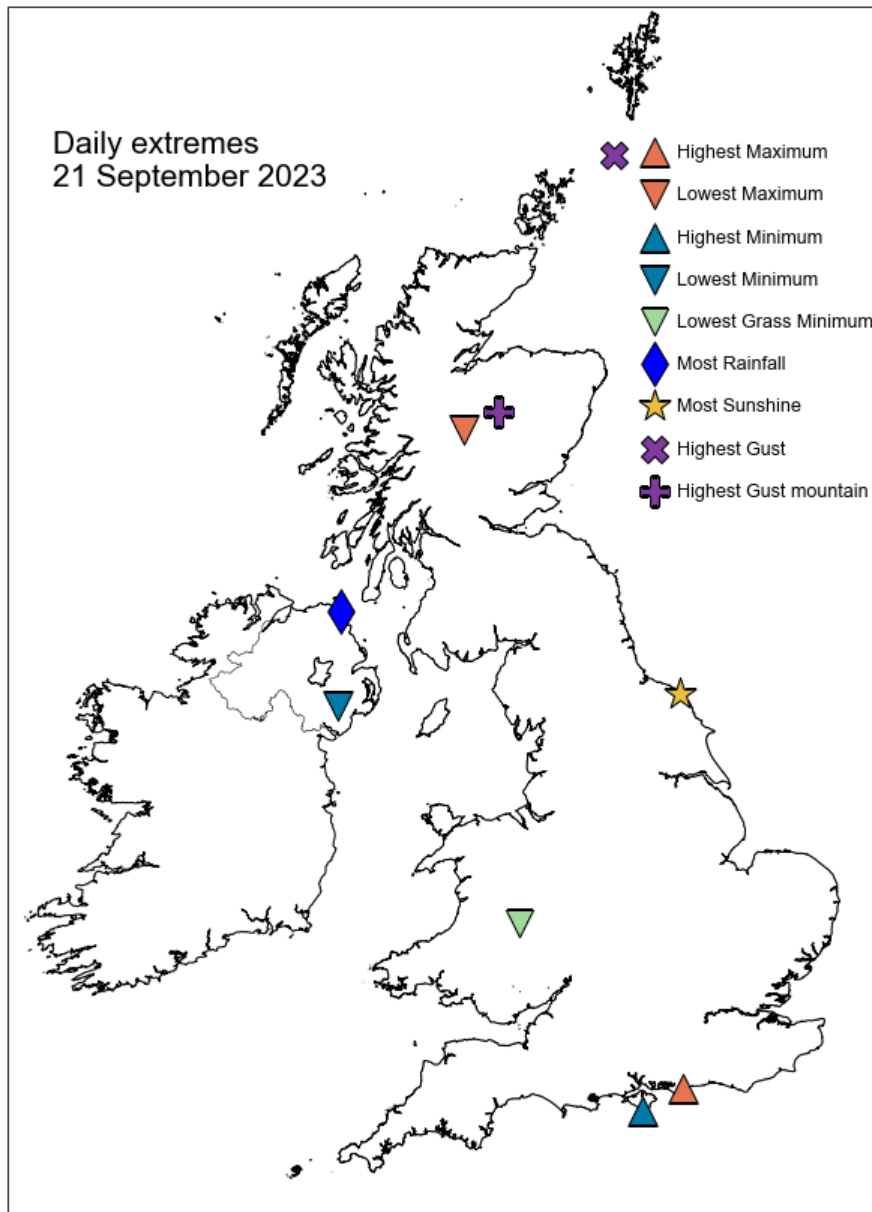 Daily extremes
21 September 2023
Highest Maximum
Lowest Maximum
Highest Minimum
Lowest Minimum
Lowest Grass Minimum
Most Rainfall
Most Sunshine
Highest Gust
Highest Gust mountain